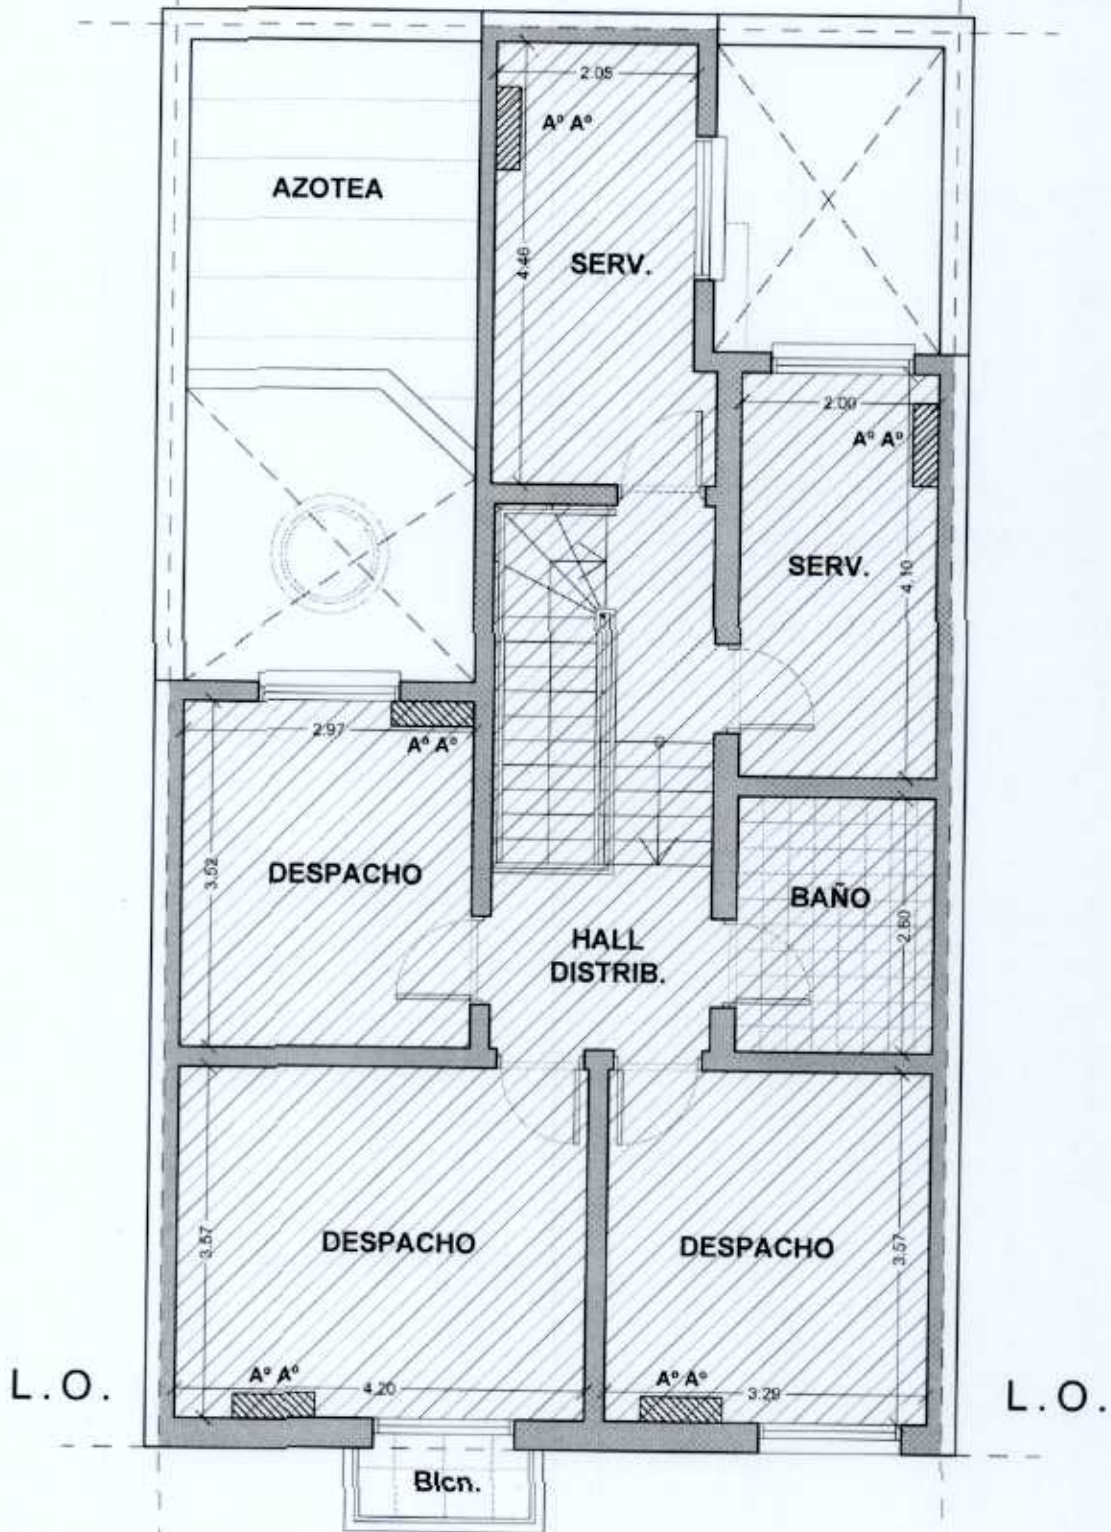 2.05
Aº Aº
AZOTEA
4.46
SERV.
2.00
Aº Aº
SERV.
4.10
2.97
Aº Aº
3.52
DESPACHO
BAÑO
2.60
HALL
DISTRIB.
3.57
DESPACHO
DESPACHO
3.57
L.O.
Aº Aº
4.20
Aº Aº
3.29
L.O.
Blcn.